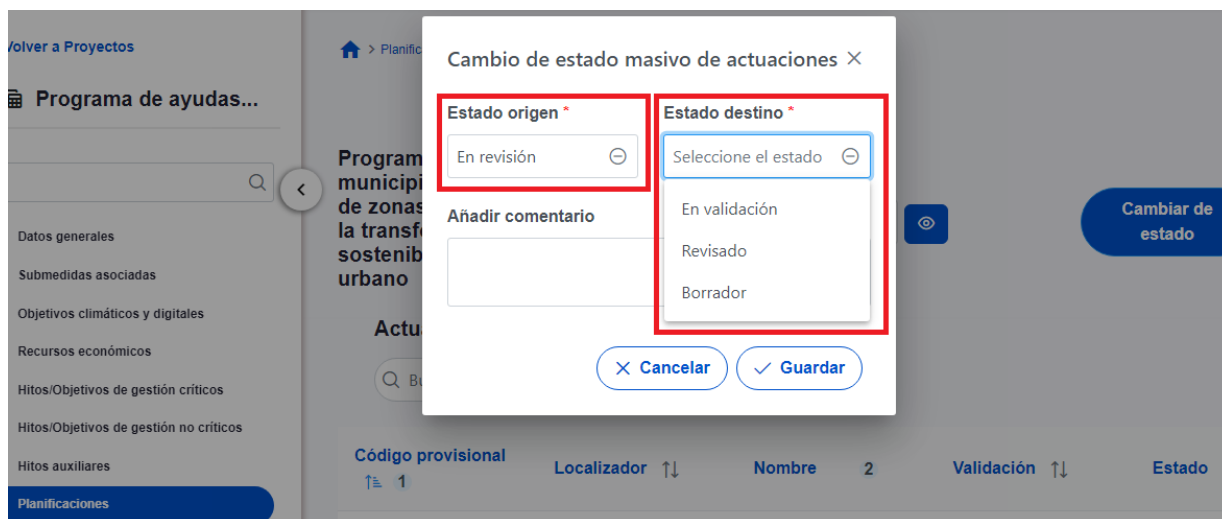 Volver a Proyectos
Programa de ayudas...
Datos generales
Submedidas asociadas
Objetivos climáticos y digitales
Recursos económicos
Hitos/Objetivos de gestión críticos
Hitos/Objetivos de gestión no críticos
Hitos auxiliares
Planificaciones
> Planific
Program
municipi
de zonas
la transf
sostenib
urbano
Cambiar de
estado
Actu
Bu
Cambio de estado masivo de actuaciones
Estado origen *
Estado destino *
En revisión
Seleccione el estado
En validación
Revisado
Borrador
Añadir comentario
Cancelar
Guardar
Código provisional
1
Localizador
Nombre 2
Validación
Estado